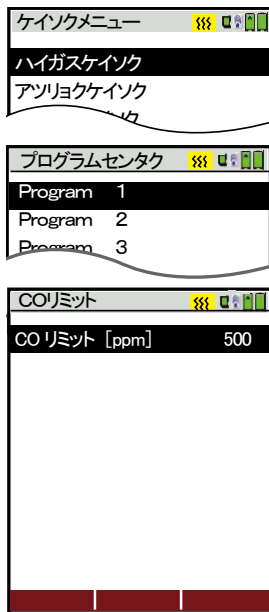 ケイソクメニュー
ハイガスケイソク
アツリョクケイソク
プログラムセンタク
Program 1
Program 2
Program 3
COリミット
CO リミット [ppm] 500